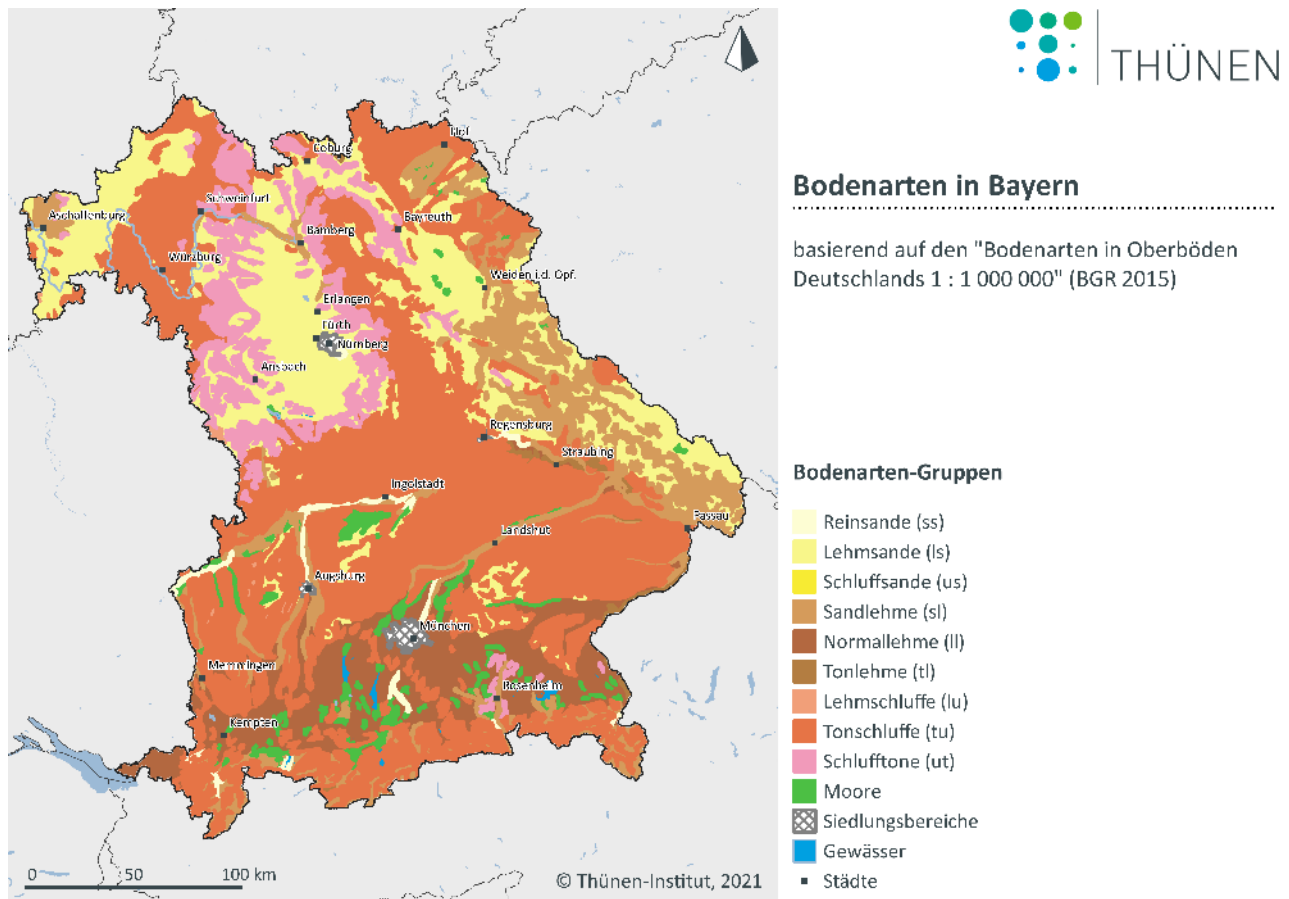 THÜNEN
Bodenarten in Bayern
basierend auf den "Bodenarten in Oberböden
Deutschlands 1 : 1 000 000" (BGR 2015)
Hof
Coburg
Schweinfurt
Aschaffenburg
Bayreuth
Bamberg
Würzburg
Weiden i.d. Opf.
Erlangen
Fürth
Nürnberg
Ansbach
Regensburg
Straubing
Ingolstadt
Passau
Landshut
Augsburg
München
Memmingen
Rosenheim
Kempten
0 50 100 km
© Thünen-Institut, 2021
Bodenarten-Gruppen
Reinsande (ss)
Lehmsande (ls)
Schluffsande (us)
Sandlehme (sl)
Normallehme (ll)
Tonlehme (tl)
Lehmschluffe (lu)
Tonschluffe (tu)
Schlufftone (ut)
Moore
Siedlungsbereiche
Gewässer
Städte